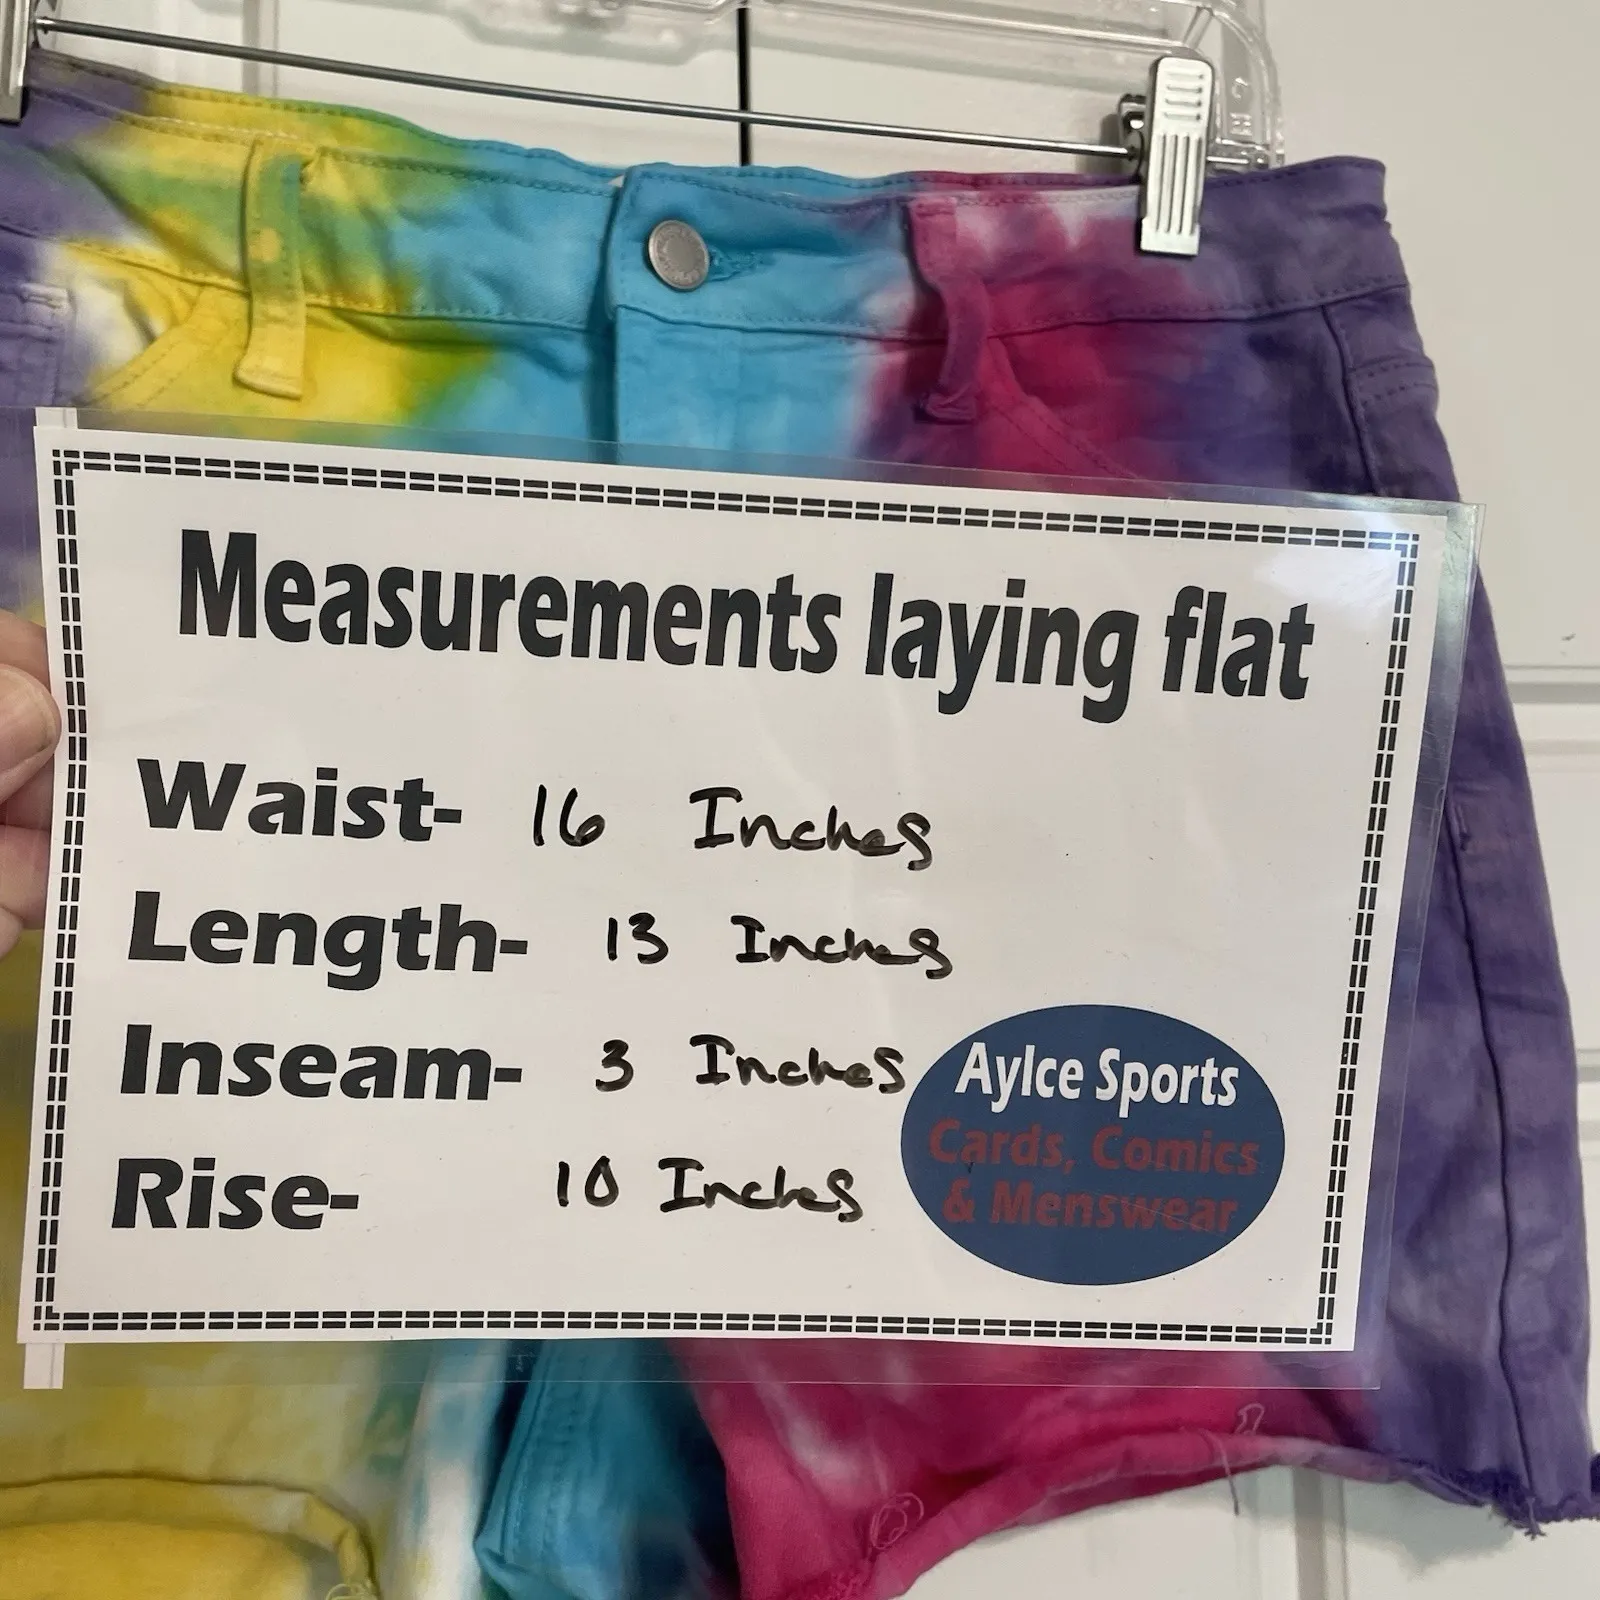 Measurements laying flat
Waist- 16 Inches
Length- 13 Inches
Inseam- 3 Inches
Rise- 10 Inches
Aylce Sports
Cards, Comics
& Menswear